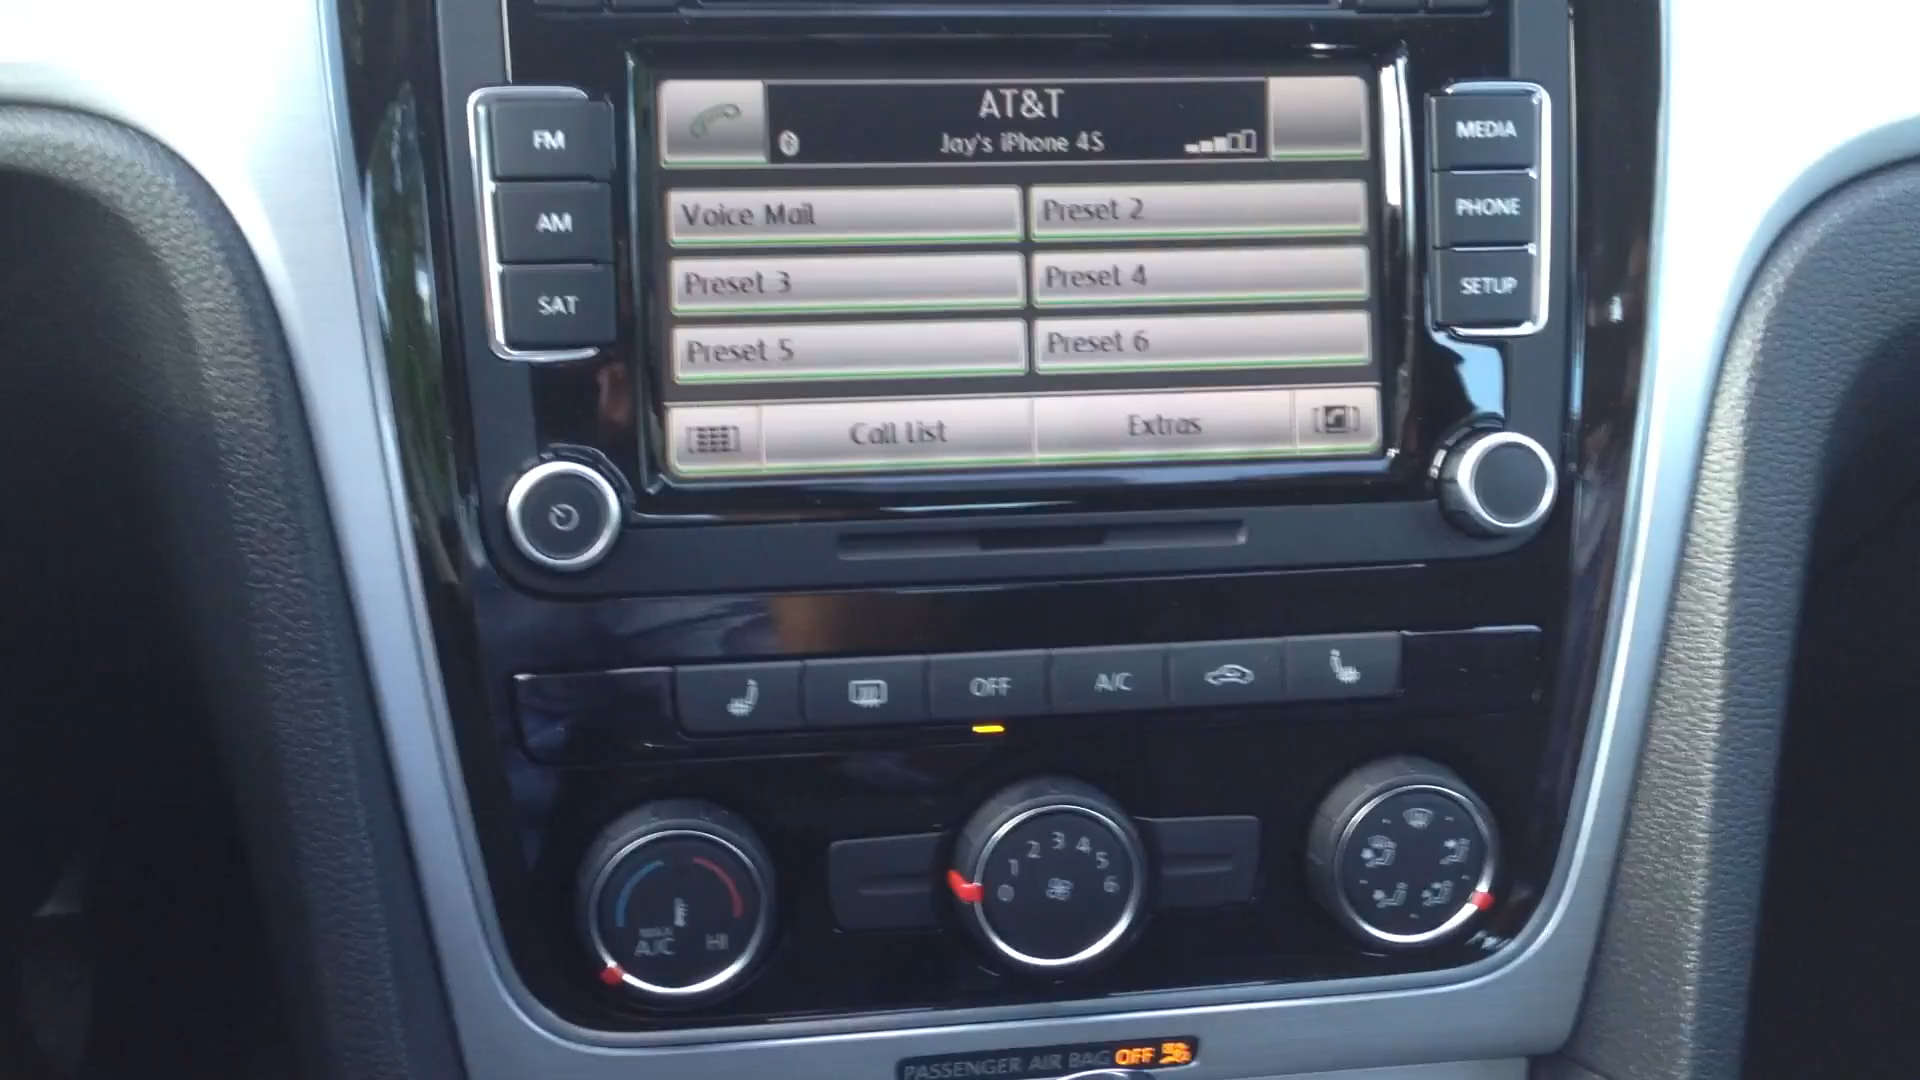 FM
AM
SAT
AT&T
Jay's iPhone 4S
Voice Mail
Preset 2
Preset 3
Preset 4
Preset 5
Preset 6
Call list
Extras
MEDIA
PHONE
SETUP
OFF
A/C
MAX
A/C
HI
0 1 2 3 4 5 6
PASSENGER AIR BAG OFF